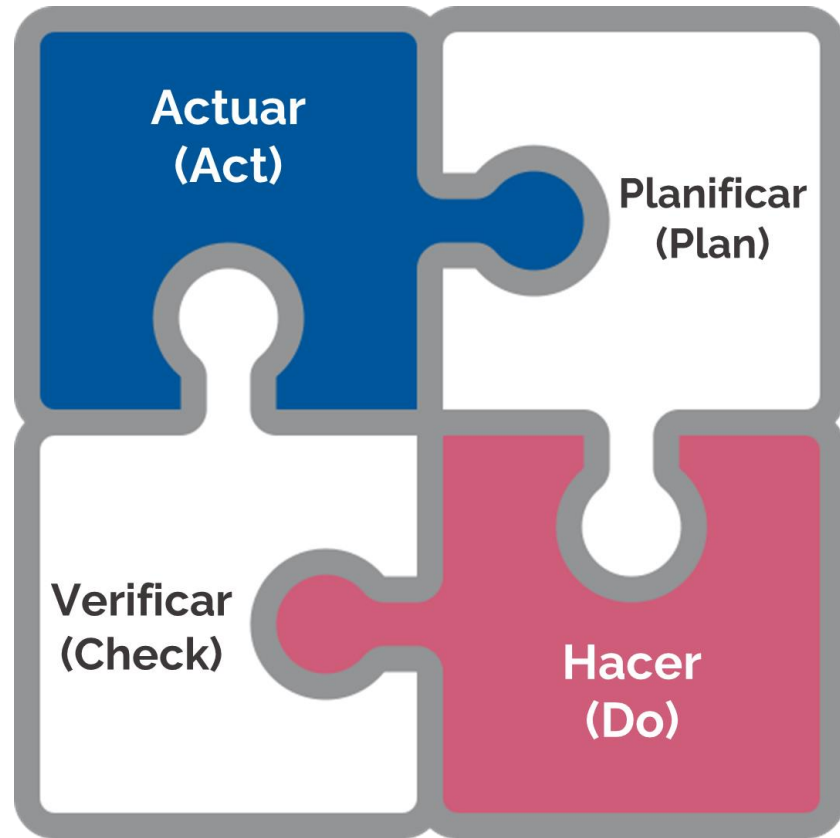 Actuar
(Act)
Planificar
(Plan)
Verificar
(Check)
Hacer
(Do)